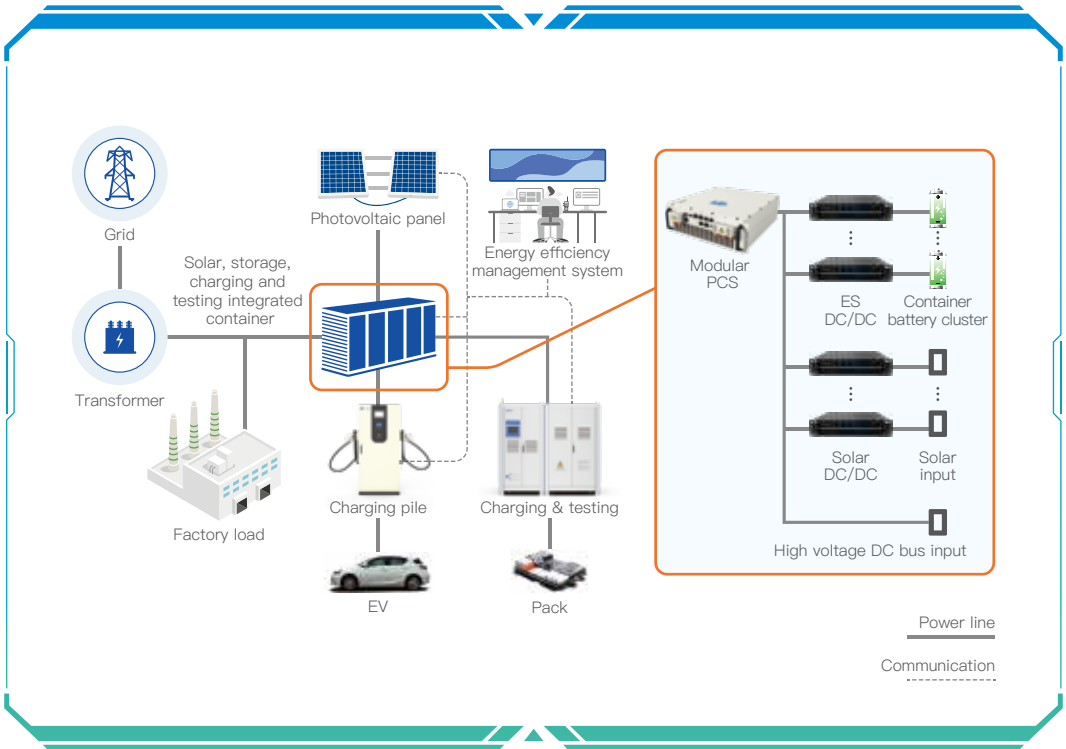 Grid
Transformer
Solar, storage,
charging and
testing integrated
container
Factory load
Photovoltaic panel
Energy efficiency
management system
Charging pile
EV
Charging & testing
Pack
Modular
PCS
ES
DC/DC
Container
battery cluster
Solar
DC/DC
Solar
input
High voltage DC bus input
Power line
Communication